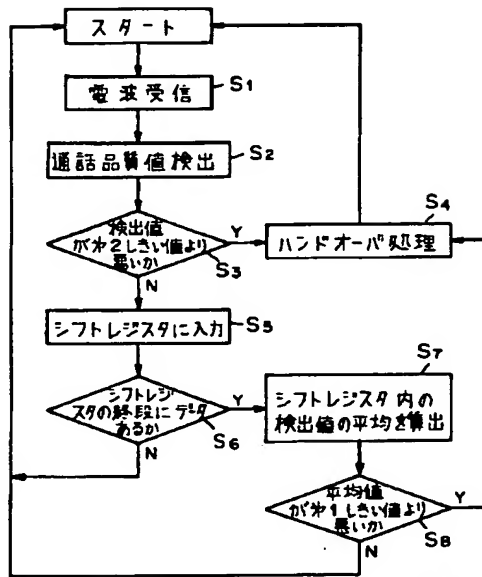 スタート
電波受信
S1
通話品質値検出
S2
検出値
がオ2しきい値より
悪いか
S3
Y
N
S4
ハンドオーバ処理
シフトレジスタに入力
S5
シフトレジ
スタの終段にデータ
あるか
S6
Y
N
S7
シフトレジスタ内の
検出値の平均を算出
平均値
がオ1しきい値より
悪いか
S8
Y
N